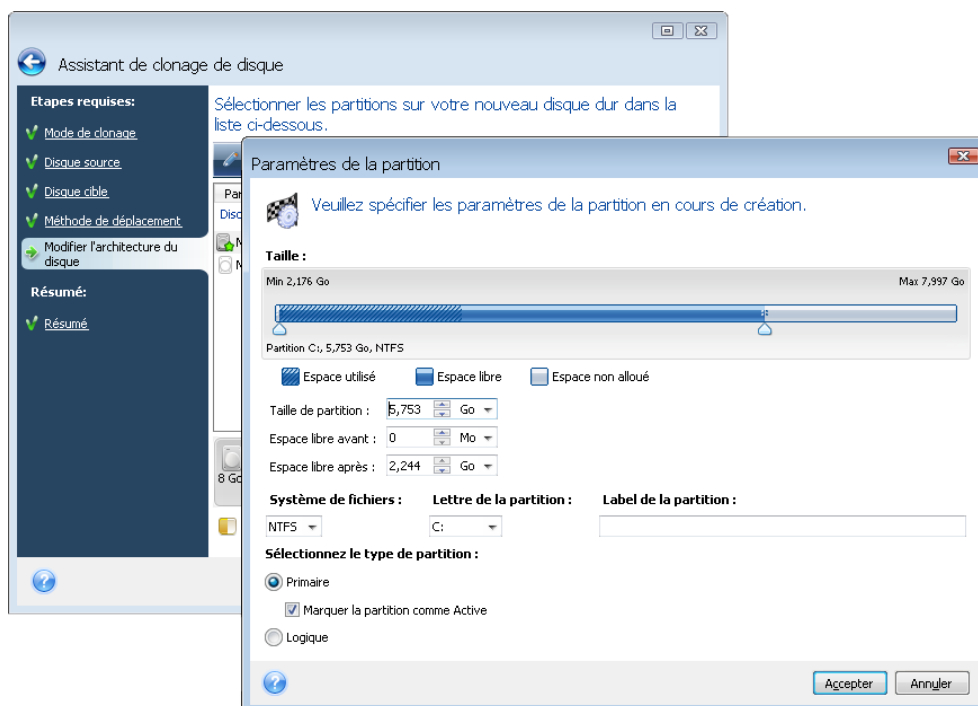 Assistant de clonage de disque
Etapes requises:
Mode de clonage
Disque source
Disque cible
Méthode de déplacement
Modifier l'architecture du
disque
Résumé:
Résumé
Sélectionner les partitions sur votre nouveau disque dur dans la
liste ci-dessous.
8 Go
Paramètres de la partition
Veuillez spécifier les paramètres de la partition en cours de création.
Taille :
Min 2,176 Go Max 7,997 Go
Partition C:, 5,753 Go, NTFS
Espace utilisé Espace libre Espace non alloué
Taille de partition : 5,753 Go
Espace libre avant : 0 Mo
Espace libre après : 2,244 Go
Système de fichiers : Lettre de la partition : Label de la partition :
NTFS C:
Sélectionnez le type de partition :
Primaire
Marquer la partition comme Active
Logique
Accepter Annuler